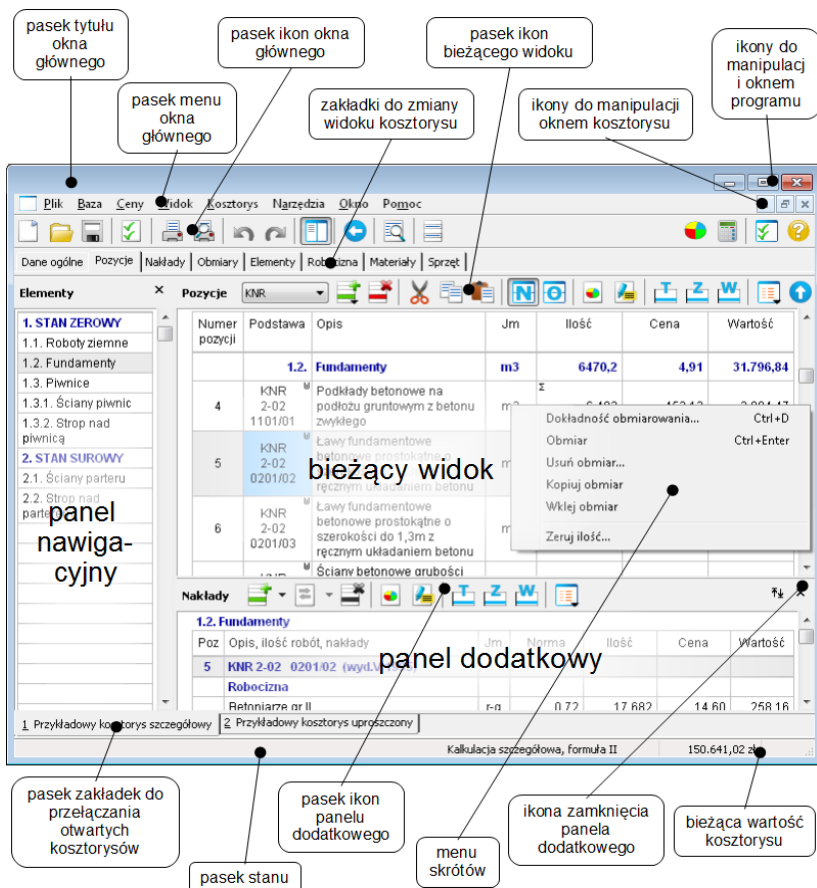 pasek tytułu
okna
głównego
pasek ikon okna
głównego
pasek ikon
bieżącego widoku
ikony do
manipulacj
i oknem
programu
pasek menu
okna
głównego
zakładki do zmiany
widoku kosztorysu
ikony do manipulacji
oknem kosztorysu
Plik Baza Ceny Widok Kosztorys Narzędzia Okno Pomoc
Dane ogólne Pozycje Nakłady Obmiary Elementy Robocizna Materiały Sprzęt
Elementy
1. STAN ZEROWY
1.1. Roboty ziemne
1.2. Fundamenty
1.3. Piwnice
1.3.1. Ściany piwnic
1.3.2. Strop nad
piwnicą
2. STAN SUROWY
2.1. Ściany parteru
2.2. Strop nad
panel
nawiga-
cyjny
Pozycje KNR N O T Z W
Numer
pozycji Podstawa Opis Jm Ilość Cena Wartość
1.2. Fundamenty m3 6470,2 4,91 31.796,84
4 KNR
2-02
1101/01 Podkłady betonowe na
podłożu gruntowym z betonu
zwykłego
5 KNR
2-02
0201/02 Ławy fundamentowe
betonowe prostokątne o
ręcznym układaniem betonu
bieżący widok
6 KNR
2-02
0201/03 Ławy fundamentowe
betonowe prostokątne o
szerokości do 1,3m z
ręcznym układaniem betonu
Ściany betonowe grubości
Dokładność obmiarowania... Ctrl+D
Obmiar Ctrl+Enter
Usuń obmiar...
Kopiuj obmiar
Wklej obmiar
Zeruj ilość...
Nakłady T Z W
1.2. Fundamenty
Poz Opis, ilość robót, nakłady Jm Norma Ilość Cena Wartość
5 KNR 2-02 0201/02
panel dodatkowy
Robocizna
Betoniarze gr.II r-g 0,72 17,682 14,60 258,16
1 Przykładowy kosztorys szczegółowy 2 Przykładowy kosztorys uproszczony
Kalkulacja szczegółowa, formuła II 150.641,02 zł
pasek zakładek do
przełączania
otwartych
kosztorysów
pasek stanu
pasek ikon
panelu
dodatkowego
menu
skrótów
ikona zamknięcia
panela
dodatkowego
bieżąca wartość
kosztorysu